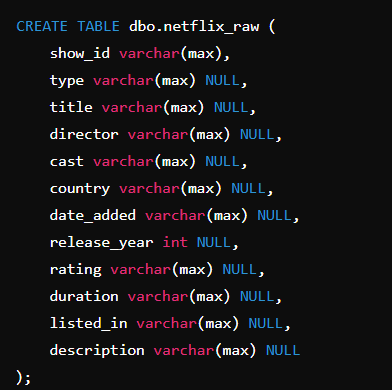 CREATE TABLE dbo.netflix_raw (
    show_id varchar(max),
    type varchar(max) NULL,
    title varchar(max) NULL,
    director varchar(max) NULL,
    cast varchar(max) NULL,
    country varchar(max) NULL,
    date_added varchar(max) NULL,
    release_year int NULL,
    rating varchar(max) NULL,
    duration varchar(max) NULL,
    listed_in varchar(max) NULL,
    description varchar(max) NULL
);